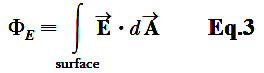 Φ_E ≡ ∫ E⃗ · dA⃗ Eq.3
surface